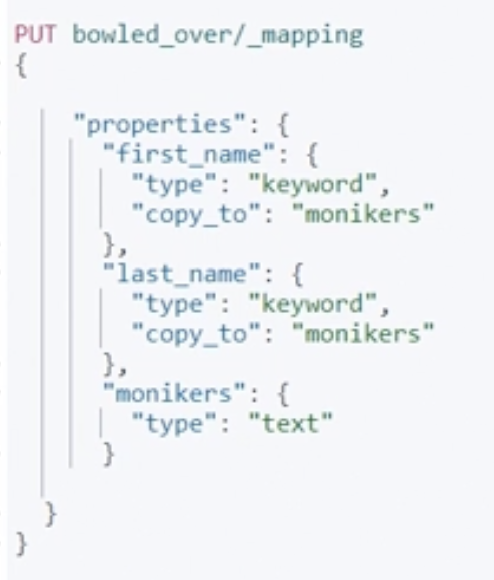 PUT bowled_over/_mapping
{
"properties": {
"first_name": {
"type": "keyword",
"copy_to": "monikers"
},
"last_name": {
"type": "keyword",
"copy_to": "monikers"
},
"monikers": {
"type": "text"
}
}
}